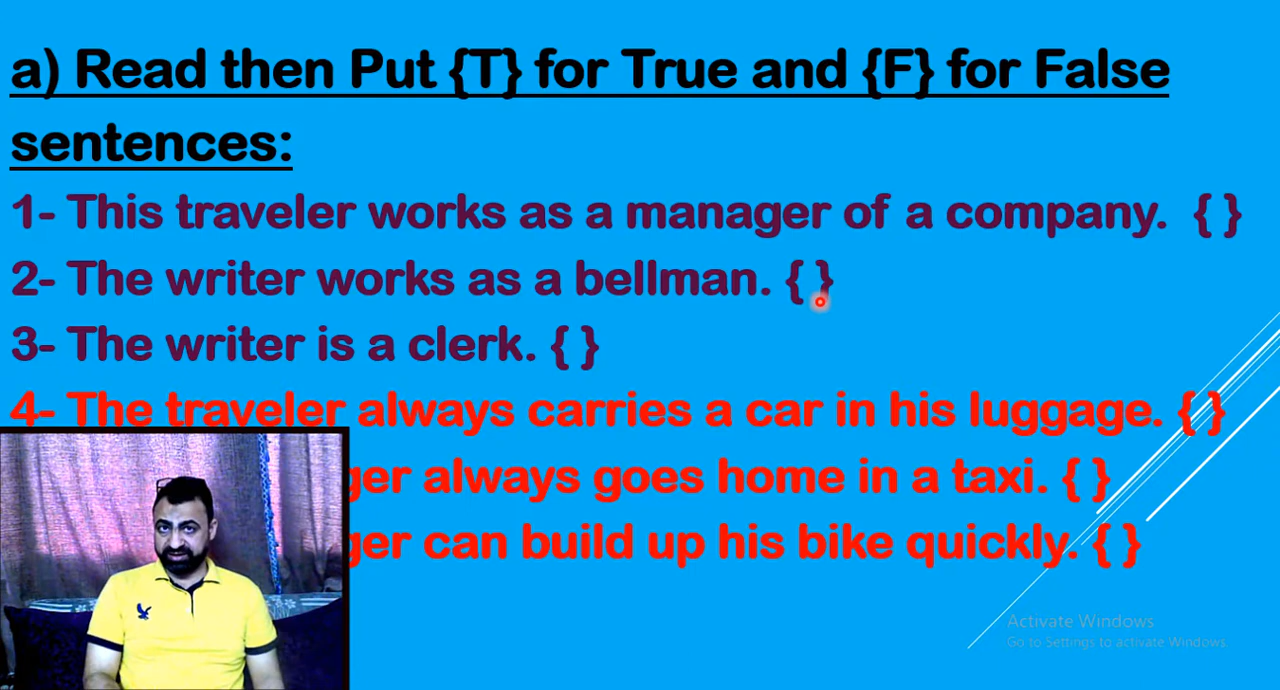 a) Read then Put {T} for True and {F} for False
sentences:
1- This traveler works as a manager of a company. { }
2- The writer works as a bellman. { }
3- The writer is a clerk. { }
4- The traveler always carries a car in his luggage. { }
ger always goes home in a taxi. { }
ger can build up his bike quickly. { }
Activate Windows
Go to Settings to activate Windows.